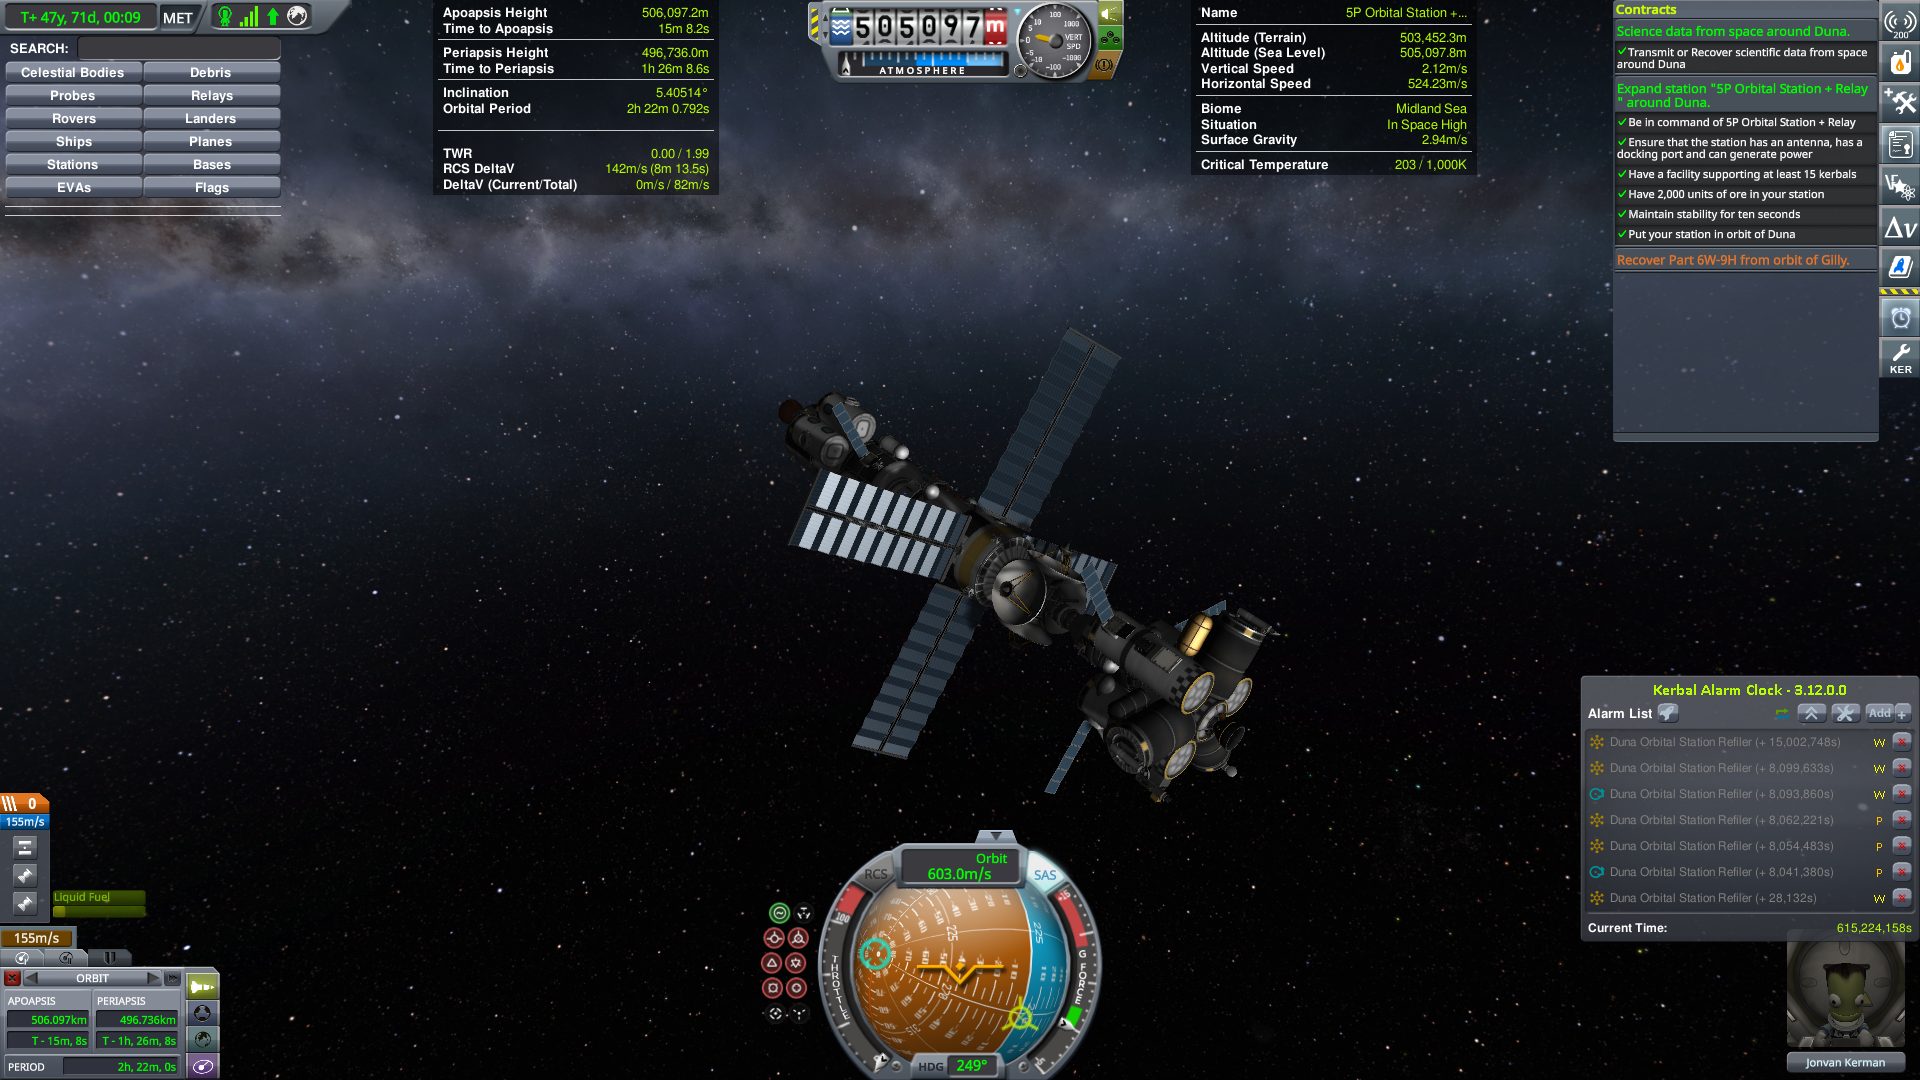 T+ 47y, 71d, 00:09 MET
SEARCH:
Celestial Bodies Debris
Probes Relays
Rovers Landers
Ships Planes
Stations Bases
EVAs Flags
Apoapsis Height 506,097.2m
Time to Apoapsis 15m 8.2s
Periapsis Height 496,736.0m
Time to Periapsis 1h 26m 8.6s
Inclination 5.40514°
Orbital Period 2h 22m 0.792s
TWR 0.00 / 1.99
RCS DeltaV 142m/s (8m 13.5s)
DeltaV (Current/Total) 0m/s / 82m/s
505097 m
ATMOSPHERE
VERT
SPD
Name 5P Orbital Station +...
Altitude (Terrain) 503,452.3m
Altitude (Sea Level) 505,097.8m
Vertical Speed 2.12m/s
Horizontal Speed 524.23m/s
Biome Midland Sea
Situation In Space High
Surface Gravity 2.94m/s
Critical Temperature 203 / 1,000K
Contracts
Science data from space around Duna.
Transmit or Recover scientific data from space
around Duna
Expand station "5P Orbital Station + Relay
" around Duna.
Be in command of 5P Orbital Station + Relay
Ensure that the station has an antenna, has a
docking port and can generate power
Have a facility supporting at least 15 kerbals
Have 2,000 units of ore in your station
Maintain stability for ten seconds
Put your station in orbit of Duna
Recover Part 6W-9H from orbit of Gilly.
200
Δv
KER
Kerbal Alarm Clock - 3.12.0.0
Alarm List Add +
Duna Orbital Station Refiler (+ 15,002,748s) W
Duna Orbital Station Refiler (+ 8,099,633s) W
Duna Orbital Station Refiler (+ 8,093,860s) W
Duna Orbital Station Refiler (+ 8,062,221s) P
Duna Orbital Station Refiler (+ 8,054,483s) P
Duna Orbital Station Refiler (+ 8,041,380s) P
Duna Orbital Station Refiler (+ 28,132s) W
Current Time: 615,224,158s
Jonvan Kerman
0
155m/s
Liquid Fuel
155m/s
ORBIT
APOAPSIS PERIAPSIS
506.097km 496.736km
T - 15m, 8s T - 1h, 26m, 8s
PERIOD 2h, 22m, 0s
Orbit
603.0m/s
RCS SAS
THROTTLE
G FORCE
HDG 249°